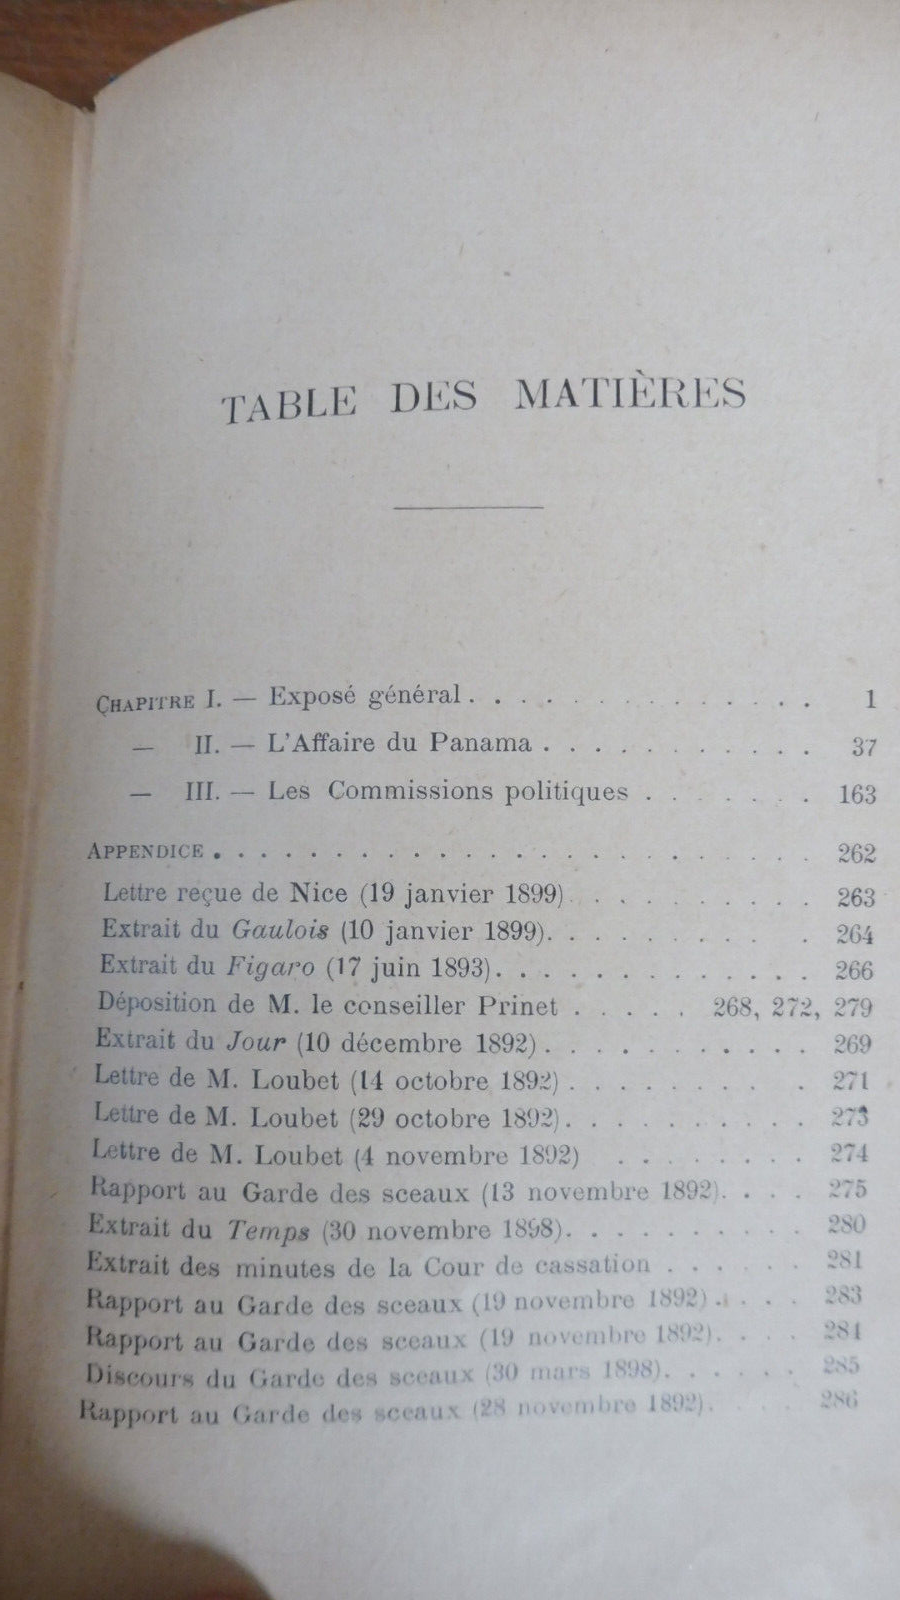 TABLE DES MATIÈRES
CHAPITRE I. — Exposé général . . . . . . . . . . . . . . 1
— II. — L'Affaire du Panama . . . . . . . . . . . 37
— III. — Les Commissions politiques . . . . . . . 163
APPENDICE . . . . . . . . . . . . . . . . . . . . . . 262
Lettre reçue de Nice (19 janvier 1899) . . . . . . . . . . 263
Extrait du Gaulois (10 janvier 1899). . . . . . . . . . 264
Extrait du Figaro (17 juin 1893). . . . . . . . . . . . . 266
Déposition de M. le conseiller Prinet . . . . . 268, 272, 279
Extrait du Jour (10 décembre 1892) . . . . . . . . . . . 269
Lettre de M. Loubet (14 octobre 1892) . . . . . . . . . . 271
Lettre de M. Loubet (29 octobre 1892). . . . . . . . . . 273
Lettre de M. Loubet (4 novembre 1892) . . . . . . . . 274
Rapport au Garde des sceaux (13 novembre 1892). . . . 275
Extrait du Temps (30 novembre 1898). . . . . . . . . . 280
Extrait des minutes de la Cour de cassation . . . . . . 281
Rapport au Garde des sceaux (19 novembre 1892) . . . . 283
Rapport au Garde des sceaux (19 novembre 1892). . . . 284
Discours du Garde des sceaux (30 mars 1898). . . . . . 285
Rapport au Garde des sceaux (28 novembre 1892). . . . 286